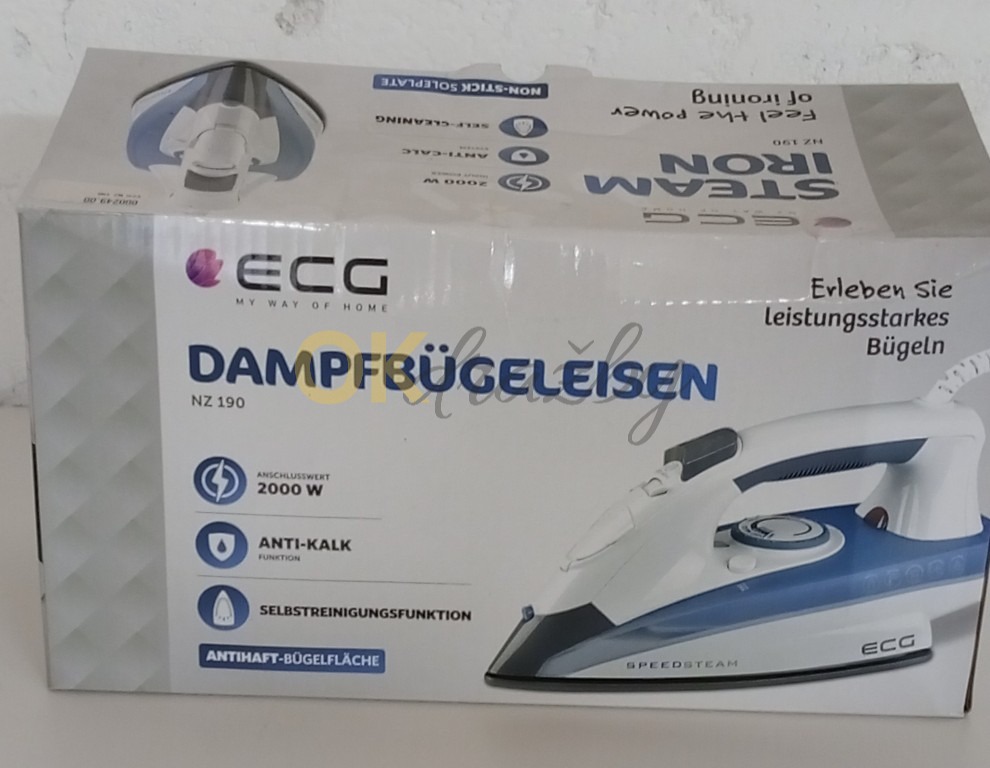 NON-STICK SOLEPLATE
SELF-CLEANING
ANTI-CALC
SYSTEM
2000 W
Feel the power
of ironing
NZ 190
STEAM
IRON
ECG
ECG
MY WAY OF HOME
DAMPFBÜGELEISEN
NZ 190
OKdražby
Erleben Sie
leistungsstarkes
Bügeln
ANSCHLUSSWERT
2000 W
ANTI-KALK
FUNKTION
SELBSTREINIGUNGSFUNKTION
ANTIHAFT-BÜGELFLÄCHE
SPEEDSTEAM
ECG